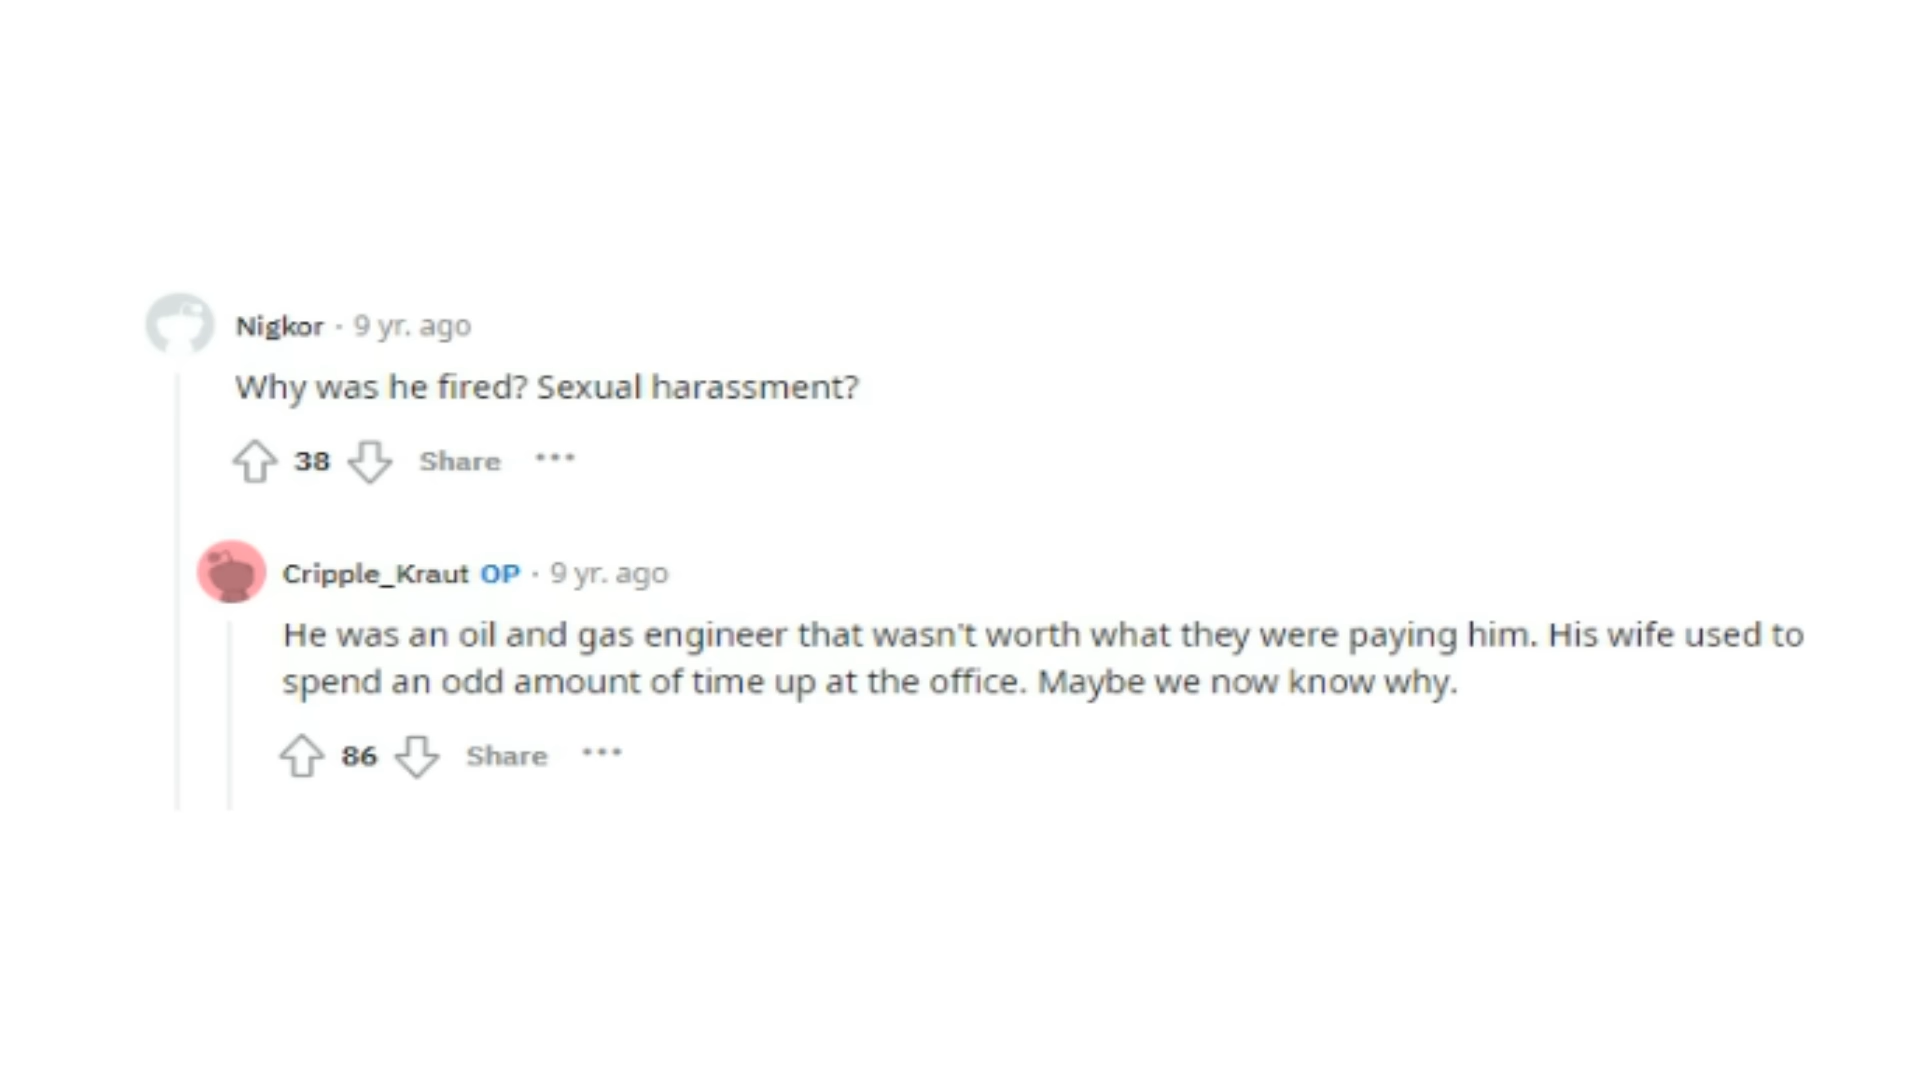 Nigkor · 9 yr. ago
Why was he fired? Sexual harassment?
38 Share ···
Cripple_Kraut OP · 9 yr. ago
He was an oil and gas engineer that wasn't worth what they were paying him. His wife used to
spend an odd amount of time up at the office. Maybe we now know why.
86 Share ···